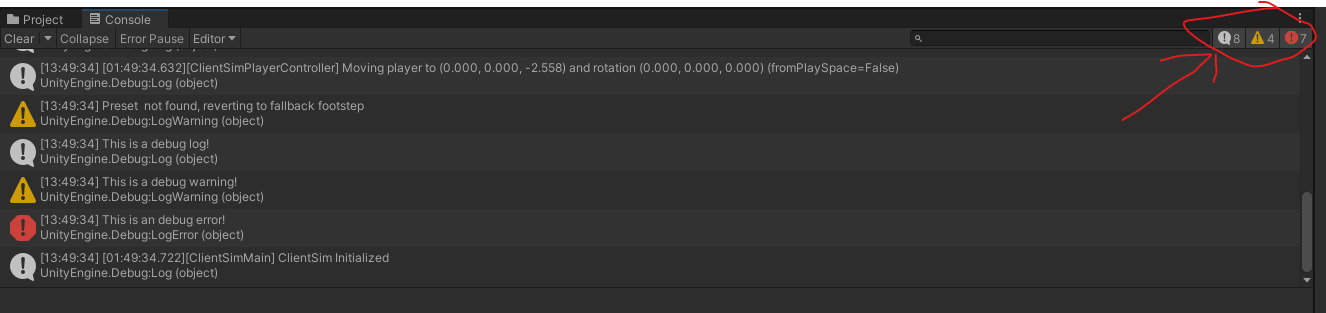 Project Console
Clear Collapse Error Pause Editor 8 4 7
[13:49:34] [01:49:34.632][ClientSimPlayerController] Moving player to (0.000, 0.000, -2.558) and rotation (0.000, 0.000, 0.000) (fromPlaySpace=False)
UnityEngine.Debug:Log (object)
[13:49:34] Preset  not found, reverting to fallback footstep
UnityEngine.Debug:LogWarning (object)
[13:49:34] This is a debug log!
UnityEngine.Debug:Log (object)
[13:49:34] This is a debug warning!
UnityEngine.Debug:LogWarning (object)
[13:49:34] This is an debug error!
UnityEngine.Debug:LogError (object)
[13:49:34] [01:49:34.722][ClientSimMain] ClientSim Initialized
UnityEngine.Debug:Log (object)